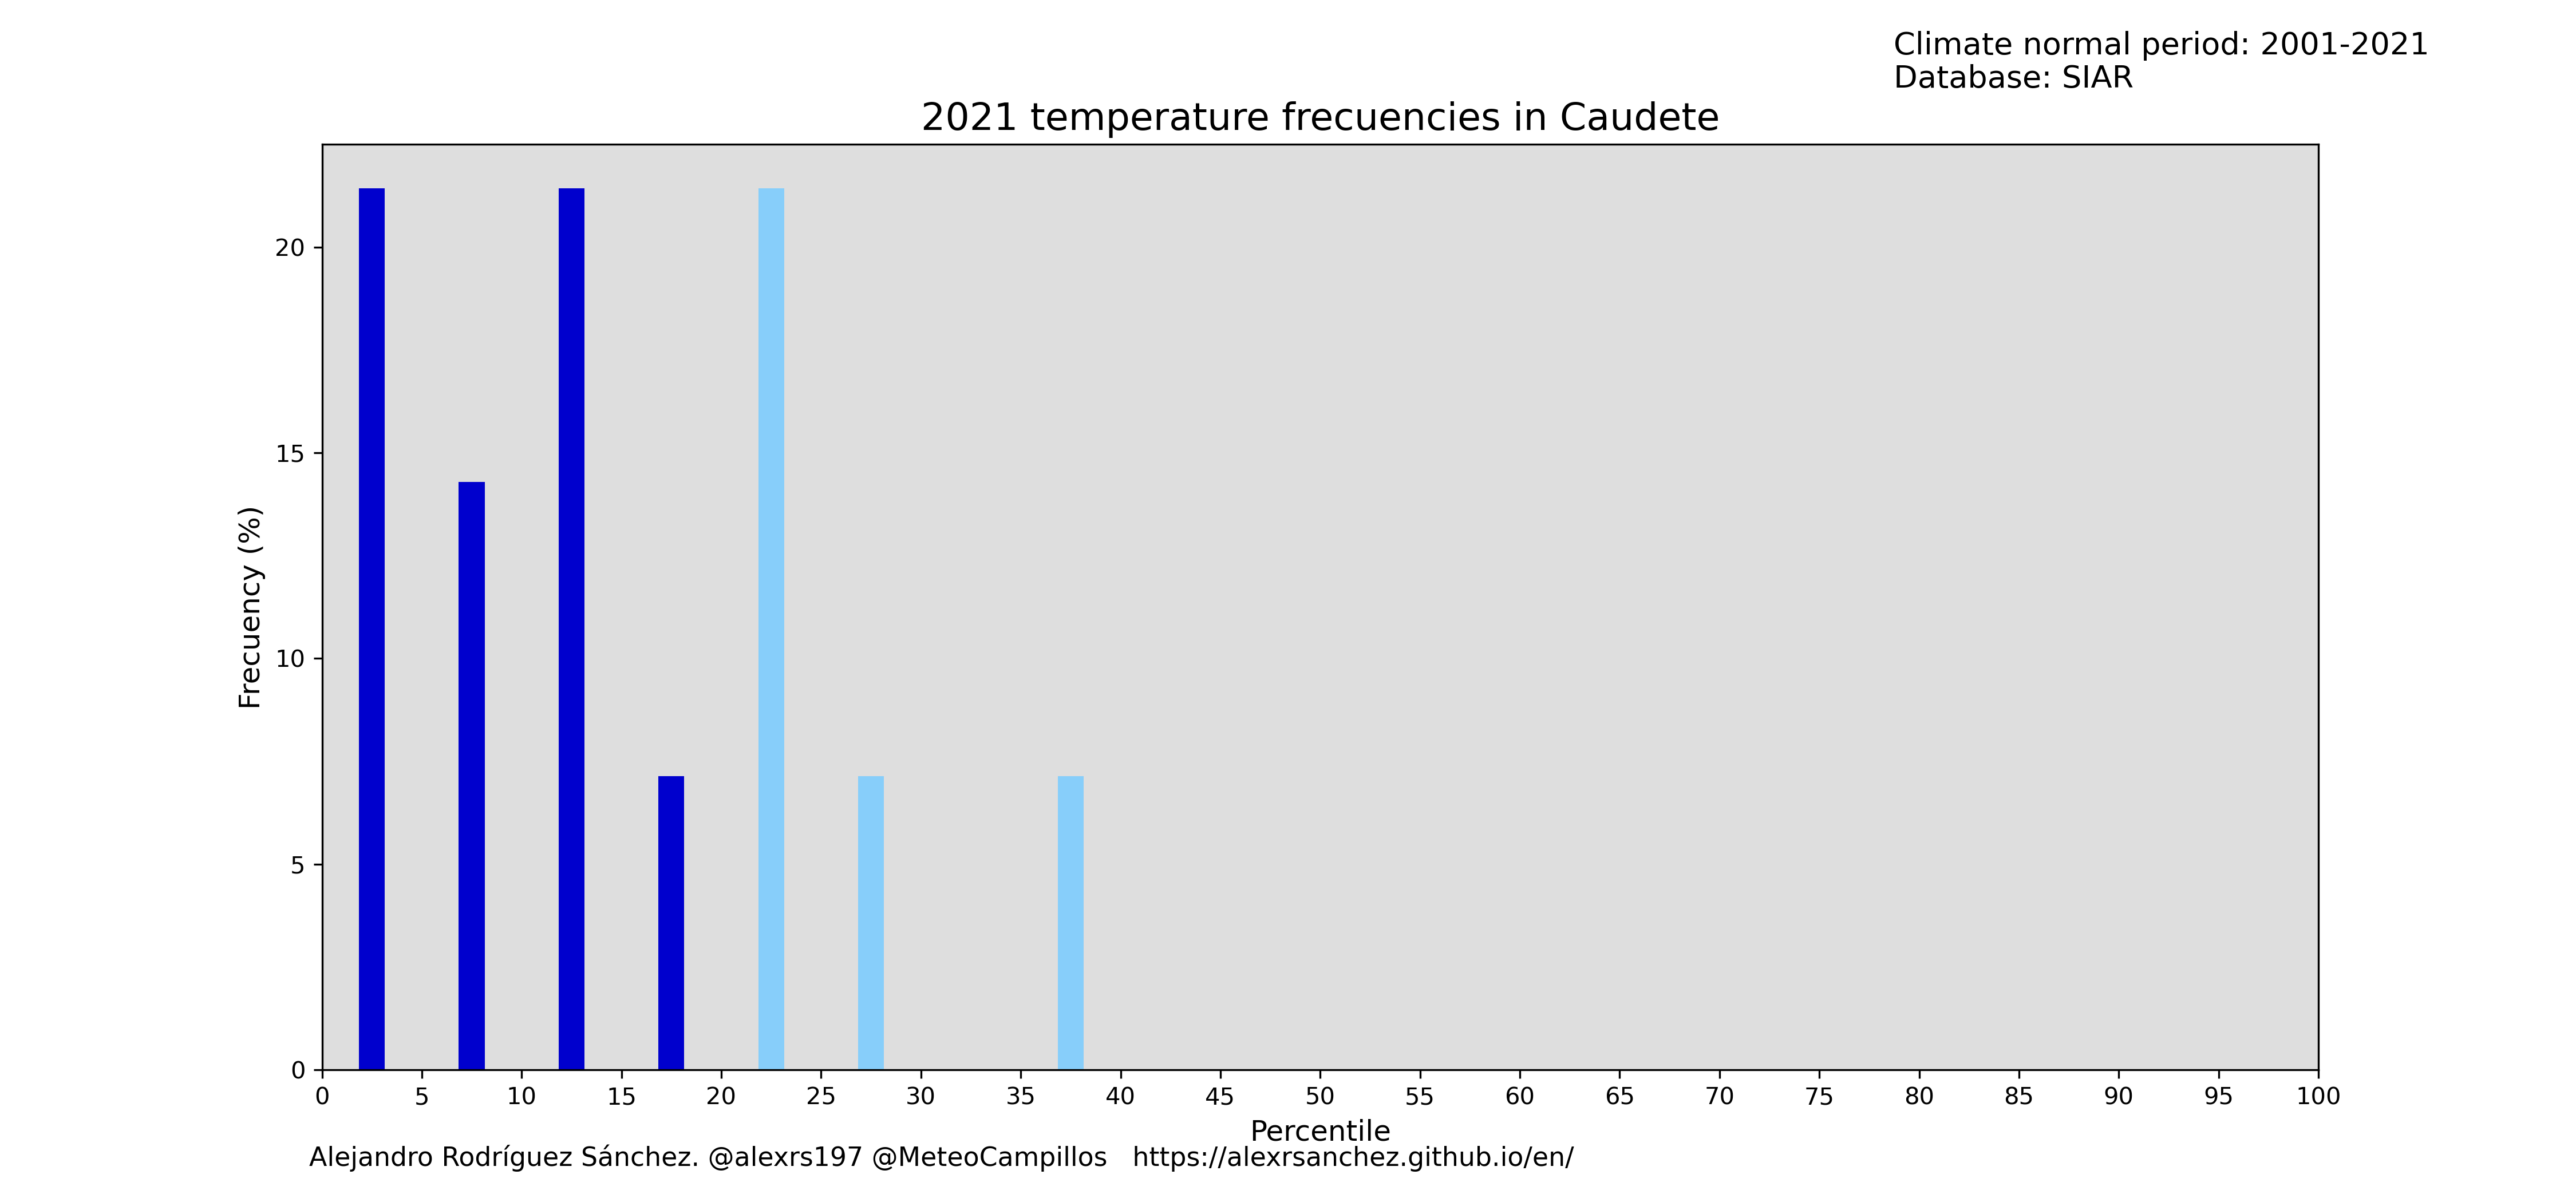 Climate normal period: 2001-2021
Database: SIAR
2021 temperature frecuencies in Caudete
Frecuency (%)
20
15
10
5
0
0 5 10 15 20 25 30 35 40 45 50 55 60 65 70 75 80 85 90 95 100
Percentile
Alejandro Rodríguez Sánchez. @alexrs197 @MeteoCampillos https://alexrsanchez.github.io/en/